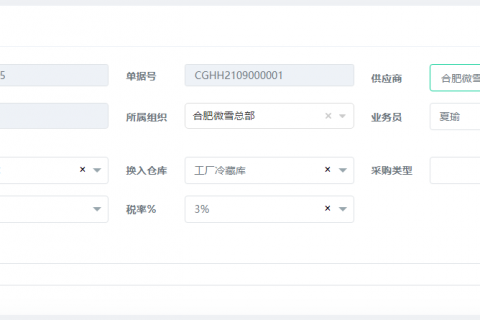 5 单据号 CGHH2109000001 供应商 合肥微雪
所属组织 合肥微雪总部 业务员 夏瑜
换入仓库 工厂冷藏库 采购类型
税率% 3%